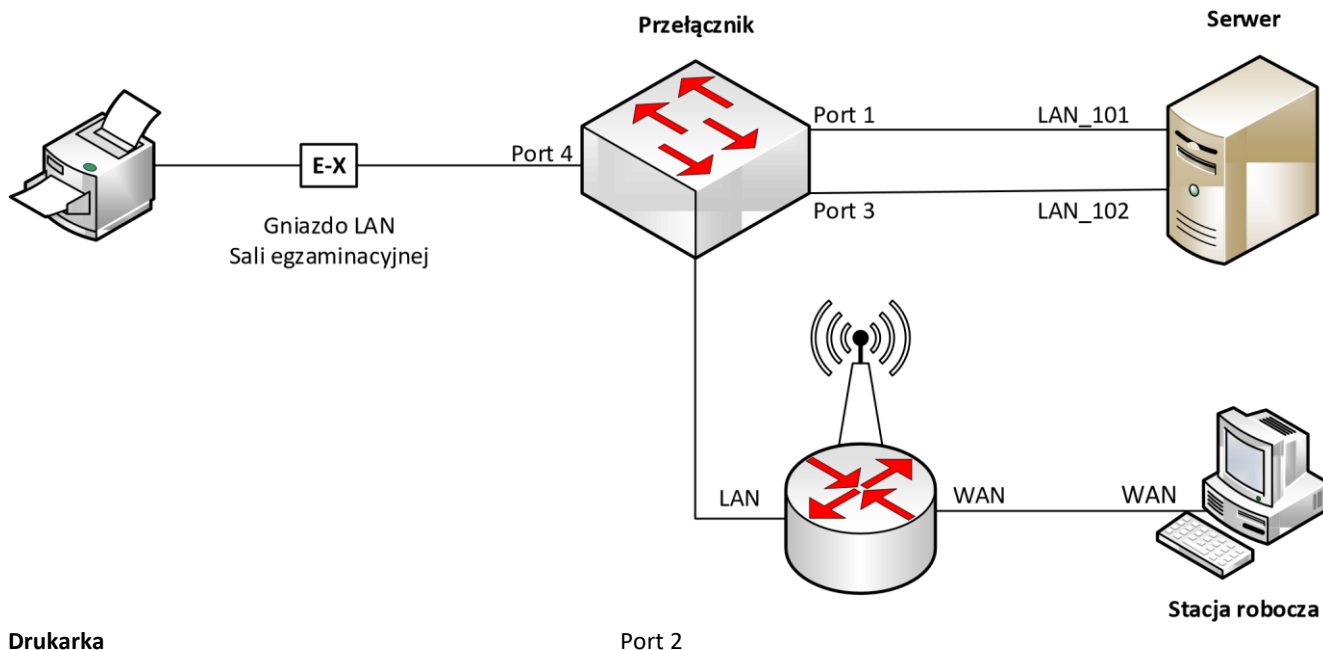 Przełącznik
Serwer
Port 1
LAN_101
Port 4
E-X
Port 3
LAN_102
Gniazdo LAN
Sali egzaminacyjnej
LAN
WAN
WAN
Stacja robocza
Drukarka
Port 2